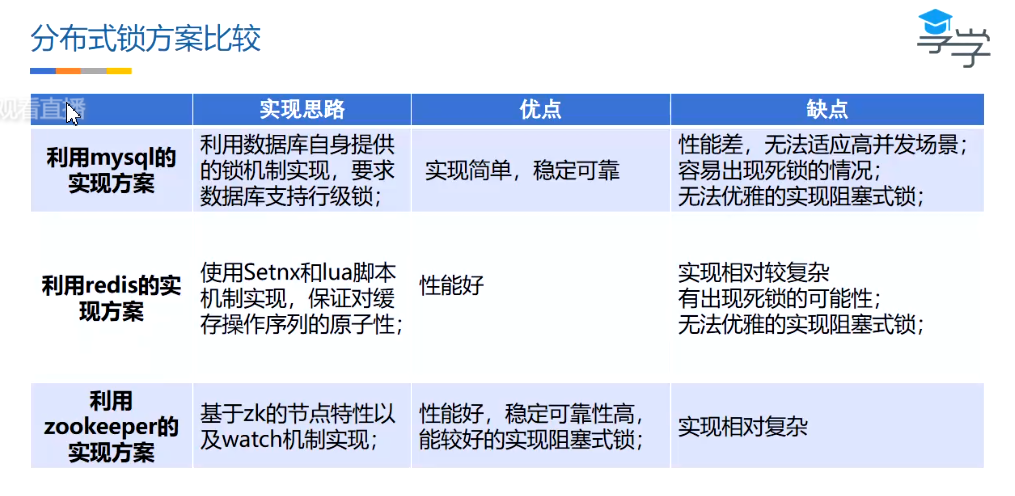 分布式锁方案比较
享学
观看直播
实现思路
优点
缺点
利用mysql的
实现方案
利用数据库自身提供
的锁机制实现，要求
数据库支持行级锁；
实现简单，稳定可靠
性能差，无法适应高并发场景；
容易出现死锁的情况；
无法优雅的实现阻塞式锁；
利用redis的实
现方案
使用Setnx和lua脚本
机制实现，保证对缓
存操作序列的原子性；
性能好
实现相对较复杂
有出现死锁的可能性；
无法优雅的实现阻塞式锁；
利用
zookeeper的
实现方案
基于zk的节点特性以
及watch机制实现；
性能好，稳定可靠性高，
能较好的实现阻塞式锁；
实现相对复杂